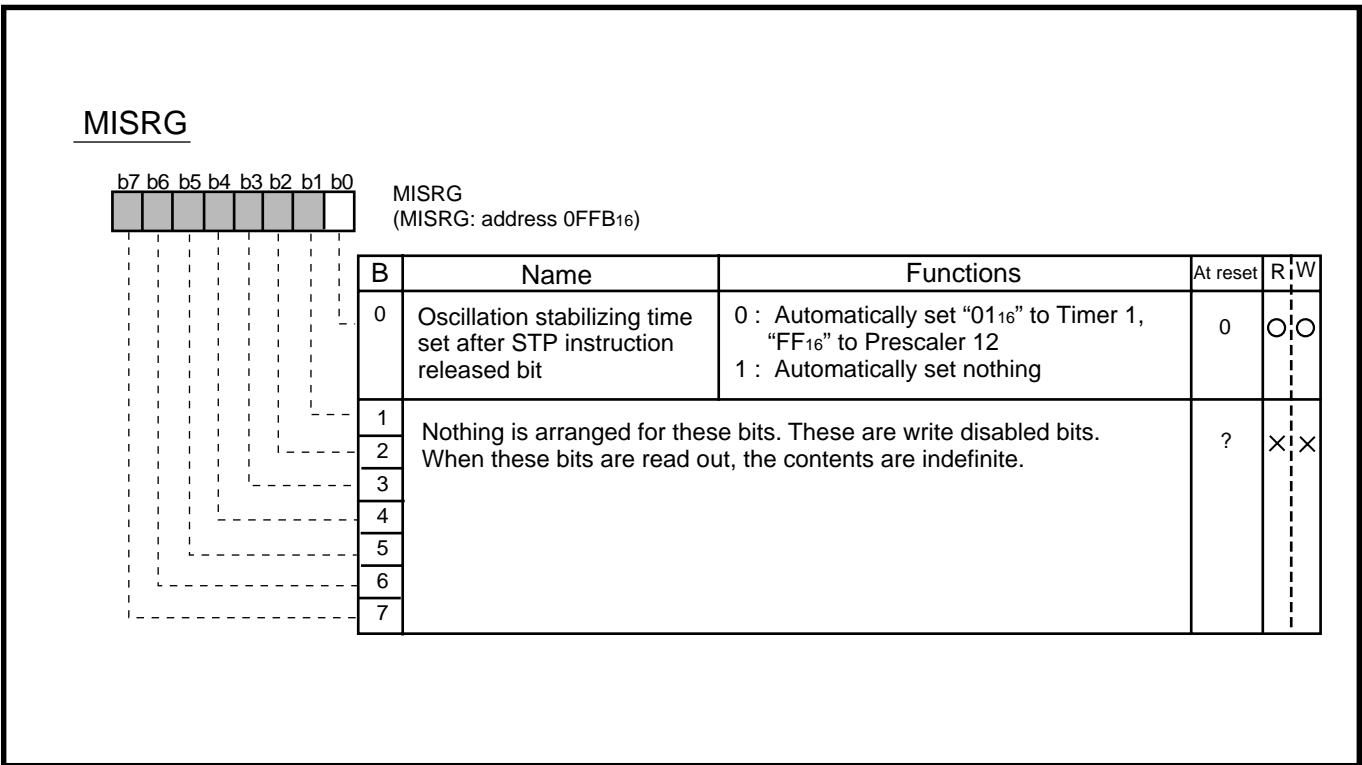 MISRG
b7 b6 b5 b4 b3 b2 b1 b0
MISRG
(MISRG: address 0FFB16)
B Name Functions At reset R W
0 Oscillation stabilizing time set after STP instruction released bit 0 : Automatically set “0116” to Timer 1, “FF16” to Prescaler 12 1 : Automatically set nothing 0 O O
1
Nothing is arranged for these bits. These are write disabled bits. ? × ×
2
When these bits are read out, the contents are indefinite.
3
4
5
6
7